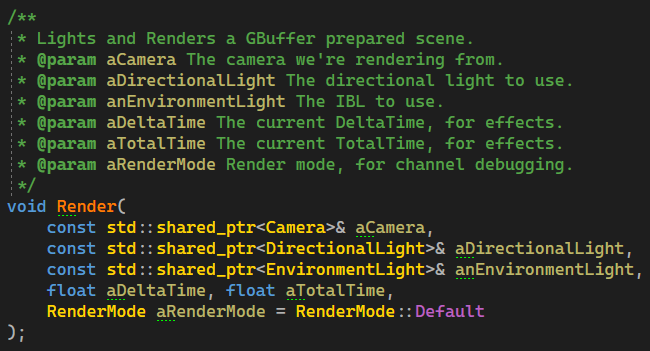 /**
 * Lights and Renders a GBuffer prepared scene.
 * @param aCamera The camera we're rendering from.
 * @param aDirectionalLight The directional light to use.
 * @param anEnvironmentLight The IBL to use.
 * @param aDeltaTime The current DeltaTime, for effects.
 * @param aTotalTime The current TotalTime, for effects.
 * @param aRenderMode Render mode, for channel debugging.
 */
void Render(
    const std::shared_ptr<Camera>& aCamera,
    const std::shared_ptr<DirectionalLight>& aDirectionalLight,
    const std::shared_ptr<EnvironmentLight>& anEnvironmentLight,
    float aDeltaTime, float aTotalTime,
    RenderMode aRenderMode = RenderMode::Default
);